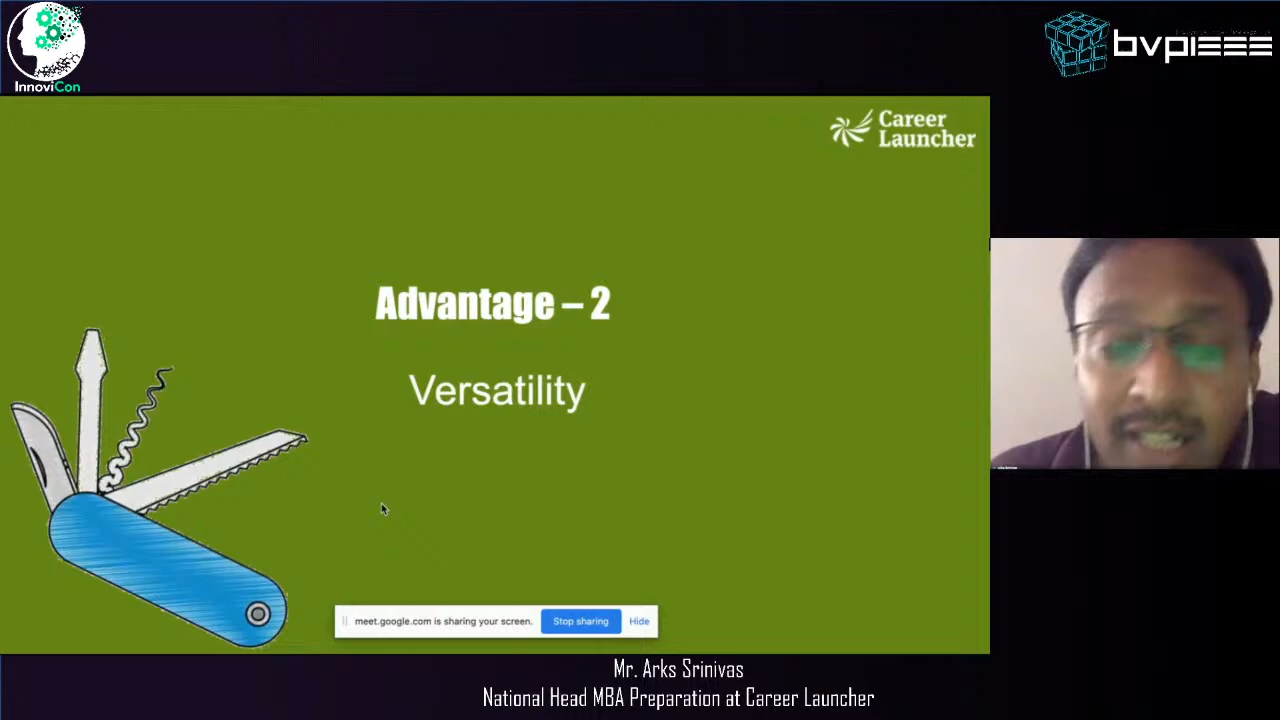 InnoviCon
bvpieee
Career
Launcher
Advantage – 2
Versatility
meet.google.com is sharing your screen.
Stop sharing
Hide
Mr. Arks Srinivas
National Head MBA Preparation at Career Launcher